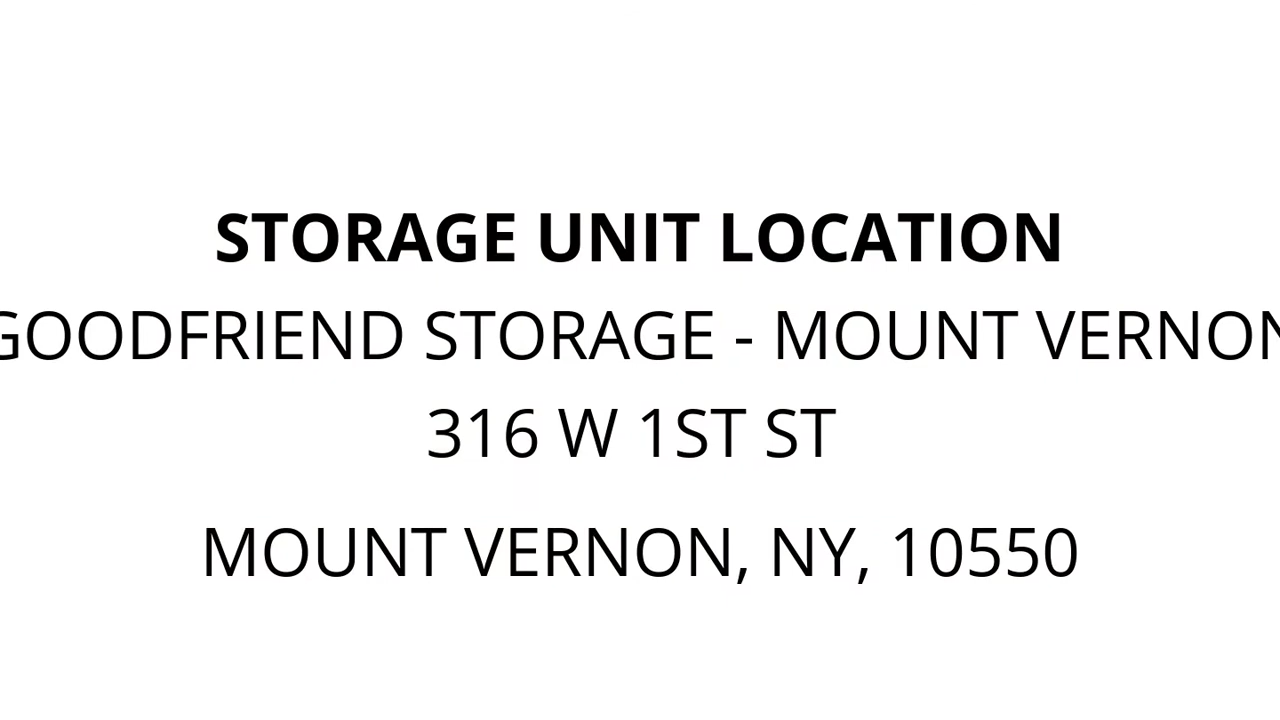 STORAGE UNIT LOCATION
GOODFRIEND STORAGE - MOUNT VERNON
316 W 1ST ST
MOUNT VERNON, NY, 10550